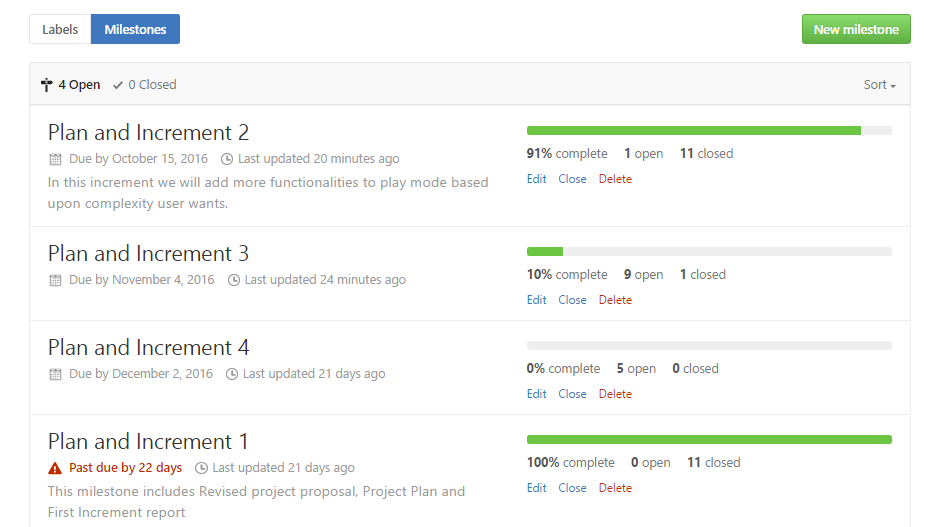 Labels Milestones New milestone
4 Open 0 Closed Sort
Plan and Increment 2
Due by October 15, 2016 Last updated 20 minutes ago
In this increment we will add more functionalities to play mode based
upon complexity user wants.
91% complete 1 open 11 closed
Edit Close Delete
Plan and Increment 3
Due by November 4, 2016 Last updated 24 minutes ago
10% complete 9 open 1 closed
Edit Close Delete
Plan and Increment 4
Due by December 2, 2016 Last updated 21 days ago
0% complete 5 open 0 closed
Edit Close Delete
Plan and Increment 1
Past due by 22 days Last updated 21 days ago
This milestone includes Revised project proposal, Project Plan and
First Increment report
100% complete 0 open 11 closed
Edit Close Delete